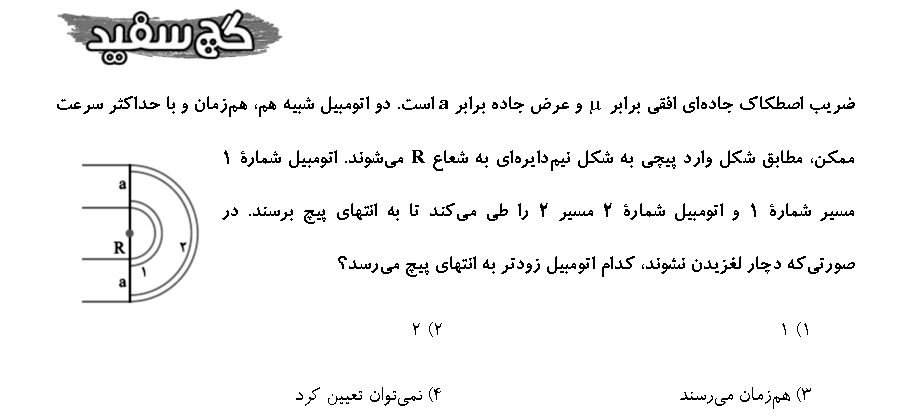 گچ سفید
ضریب اصطکاک جاده‌ای افقی برابر μ و عرض جاده برابر a است. دو اتومبیل شبیه هم، هم‌زمان و با حداکثر سرعت
ممکن، مطابق شکل وارد پیچی به شکل نیم‌دایره‌ای به شعاع R می‌شوند. اتومبیل شمارهٔ ۱
مسیر شمارهٔ ۱ و اتومبیل شمارهٔ ۲ مسیر ۲ را طی می‌کند تا به انتهای پیچ برسند. در
صورتی‌که دچار لغزیدن نشوند، کدام اتومبیل زودتر به انتهای پیچ می‌رسد؟
a
R
۱
۲
a
۱) ۱
۲) ۲
۳) هم‌زمان می‌رسند
۴) نمی‌توان تعیین کرد